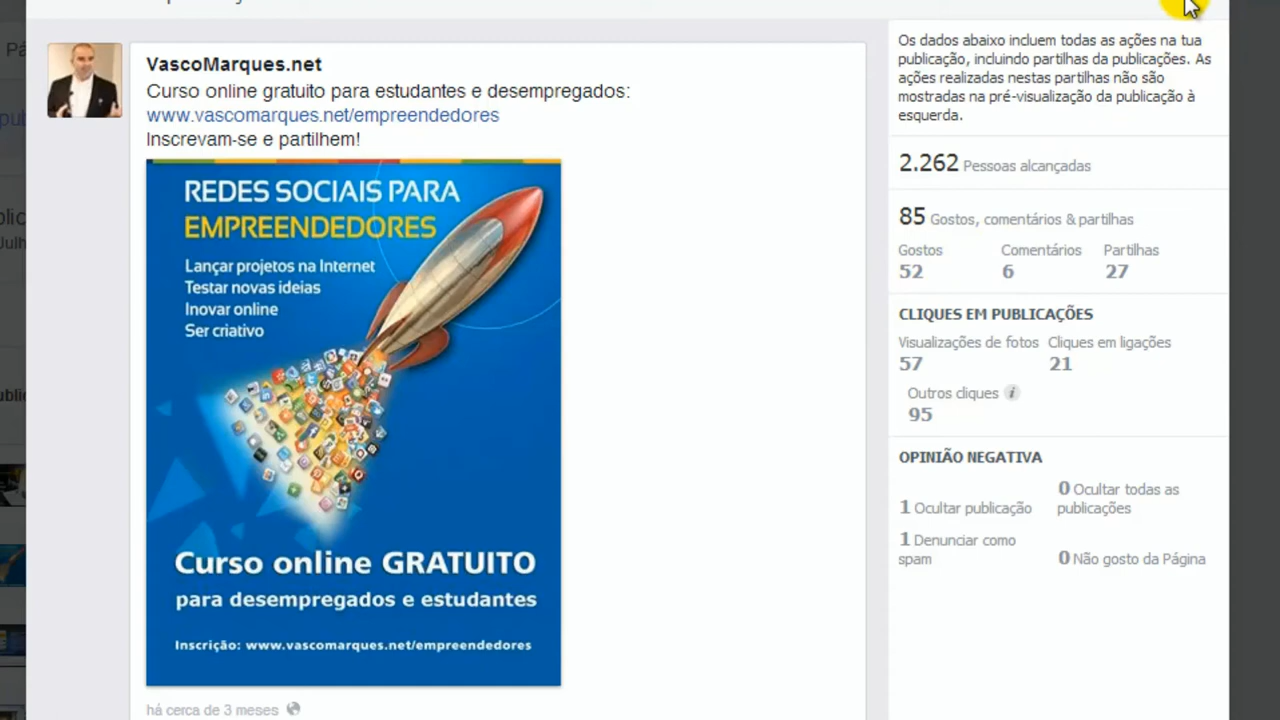 VascoMarques.net
Curso online gratuito para estudantes e desempregados:
www.vascomarques.net/empreendedores
Inscrevam-se e partilhem!
REDES SOCIAIS PARA
EMPREENDEDORES
Lançar projetos na Internet
Testar novas ideias
Inovar online
Ser criativo
Curso online GRATUITO
para desempregados e estudantes
Inscrição: www.vascomarques.net/empreendedores
há cerca de 3 meses
Os dados abaixo incluem todas as ações na tua
publicação, incluindo partilhas da publicações. As
ações realizadas nestas partilhas não são
mostradas na pré-visualização da publicação à
esquerda.
2.262 Pessoas alcançadas
85 Gostos, comentários & partilhas
Gostos Comentários Partilhas
52 6 27
CLIQUES EM PUBLICAÇÕES
Visualizações de fotos Cliques em ligações
57 21
Outros cliques i
95
OPINIÃO NEGATIVA
1 Ocultar publicação
0 Ocultar todas as
publicações
1 Denunciar como
spam
0 Não gosto da Página